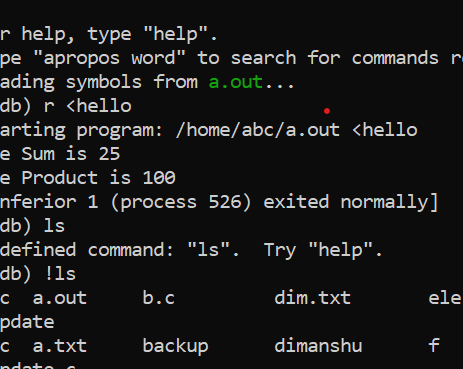 r help, type "help".
pe "apropos word" to search for commands re
ading symbols from a.out...
db) r <hello
arting program: /home/abc/a.out <hello
e Sum is 25
e Product is 100
nferior 1 (process 526) exited normally]
db) ls
defined command: "ls".  Try "help".
db) !ls
c  a.out     b.c        dim.txt     ele
pdate
c  a.txt     backup     dimanshu    f
pdate.c